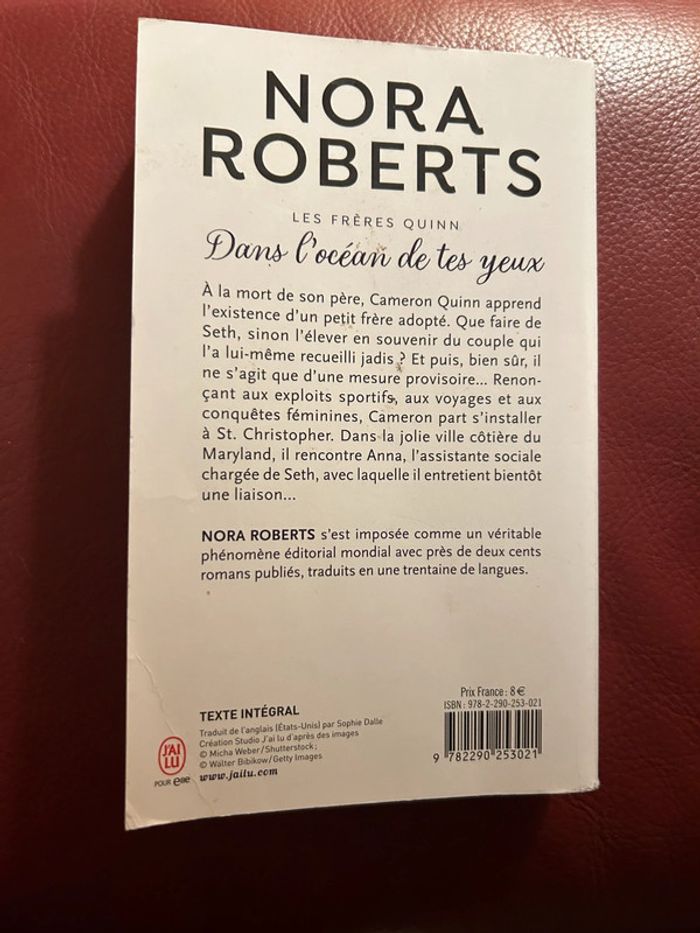 NORA
ROBERTS
LES FRÈRES QUINN
Dans l'océan de tes yeux
À la mort de son père, Cameron Quinn apprend
l'existence d'un petit frère adopté. Que faire de
Seth, sinon l'élever en souvenir du couple qui
l'a lui-même recueilli jadis ? Et puis, bien sûr, il
ne s'agit que d'une mesure provisoire... Renon-
çant aux exploits sportifs, aux voyages et aux
conquêtes féminines, Cameron part s'installer
à St. Christopher. Dans la jolie ville côtière du
Maryland, il rencontre Anna, l'assistante sociale
chargée de Seth, avec laquelle il entretient bientôt
une liaison...
NORA ROBERTS s'est imposée comme un véritable
phénomène éditorial mondial avec près de deux cents
romans publiés, traduits en une trentaine de langues.
Prix France : 8 €
ISBN : 978-2-290-253-021
9 782290 253021
TEXTE INTÉGRAL
Traduit de l'anglais (États-Unis) par Sophie Dalle
Création Studio J'ai lu d'après des images
© Micha Weber / Shutterstock ;
© Walter Bibikow / Getty Images
www.jailu.com
J'AI
LU
POUR elle